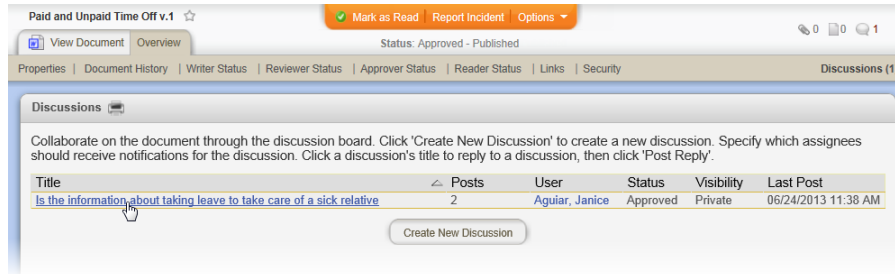 Paid and Unpaid Time Off v.1
Mark as Read | Report Incident | Options
View Document Overview
Status: Approved - Published
0 0 1
Properties | Document History | Writer Status | Reviewer Status | Approver Status | Reader Status | Links | Security
Discussions (1
Discussions
Collaborate on the document through the discussion board. Click 'Create New Discussion' to create a new discussion. Specify which assignees
should receive notifications for the discussion. Click a discussion's title to reply to a discussion, then click 'Post Reply'.
Title Posts User Status Visibility Last Post
Is the information about taking leave to take care of a sick relative 2 Aguiar, Janice Approved Private 06/24/2013 11:38 AM
Create New Discussion